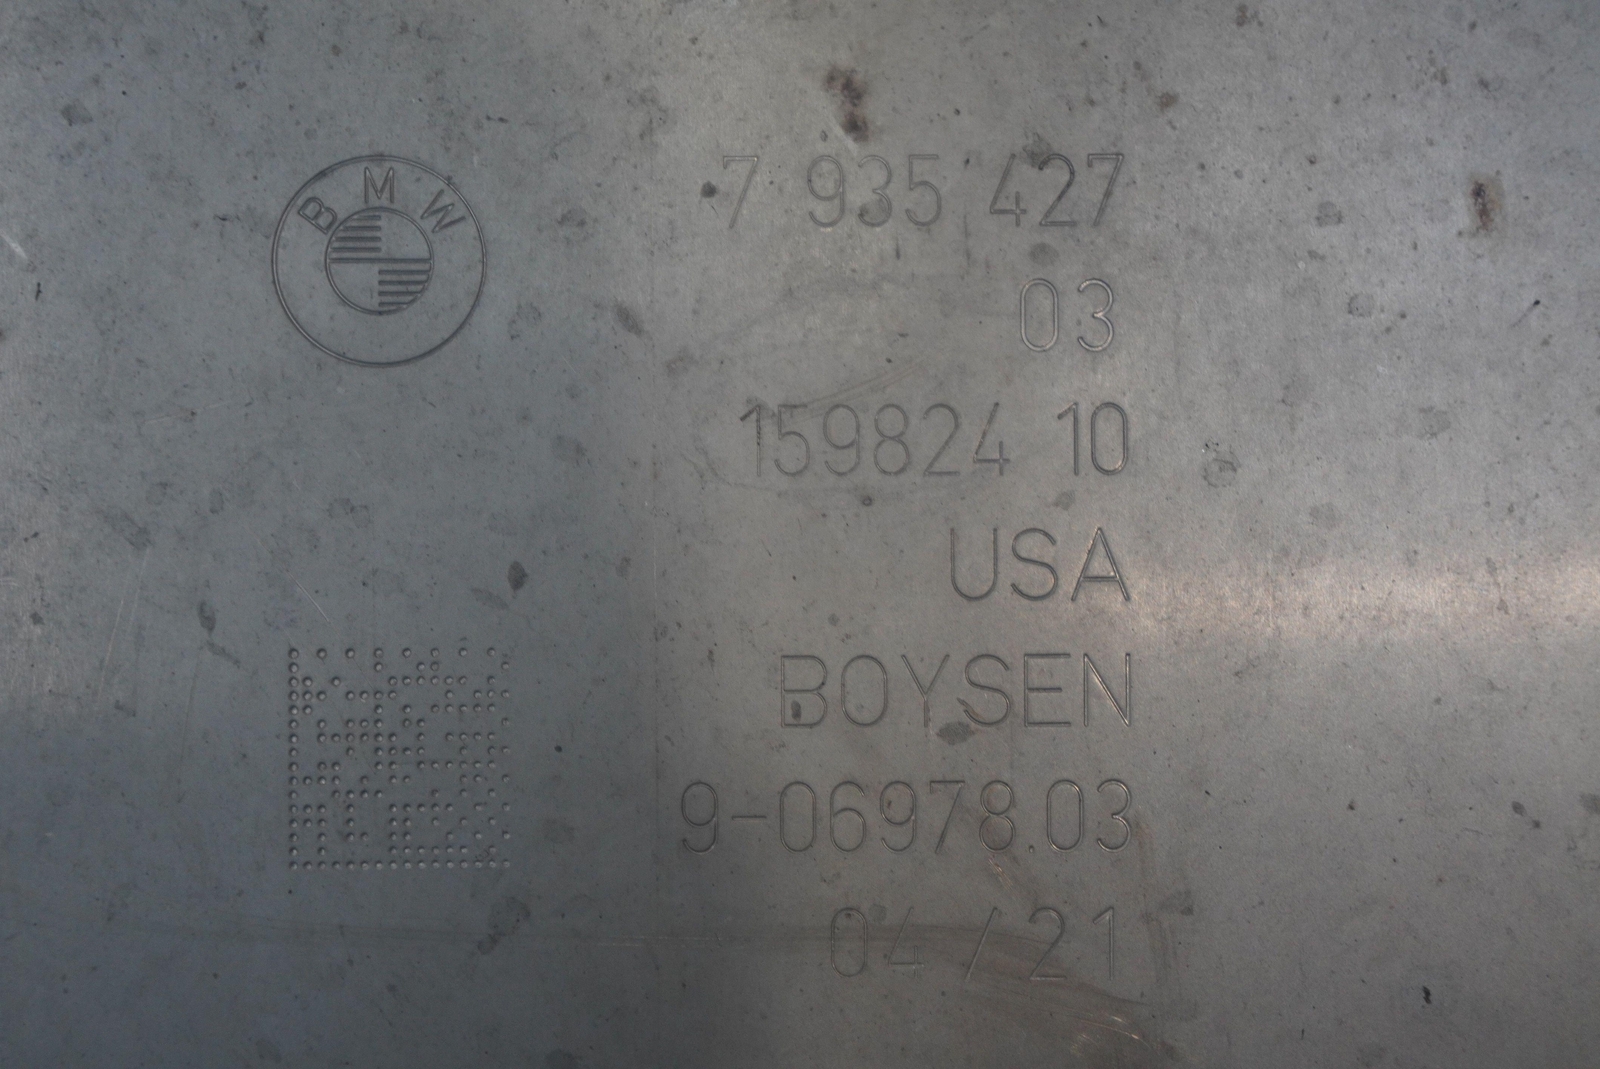 BMW
7 935 427
03
159824 10
USA
BOYSEN
9-06978.03
04 / 21